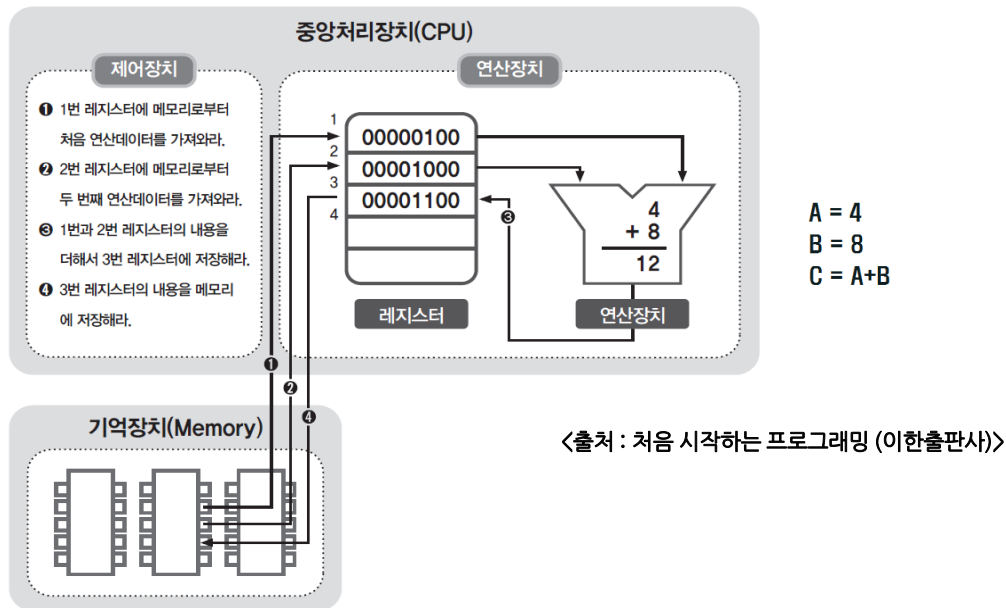 중앙처리장치(CPU)
제어장치
❶ 1번 레지스터에 메모리로부터
처음 연산데이터를 가져와라.
❷ 2번 레지스터에 메모리로부터
두 번째 연산데이터를 가져와라.
❸ 1번과 2번 레지스터의 내용을
더해서 3번 레지스터에 저장해라.
❹ 3번 레지스터의 내용을 메모리
에 저장해라.
연산장치
1
00000100
2
00001000
3
00001100
4
❸
레지스터
4
+ 8
12
연산장치
A = 4
B = 8
C = A+B
❶
❷
❹
기억장치(Memory)
<출처 : 처음 시작하는 프로그래밍 (이한출판사)>